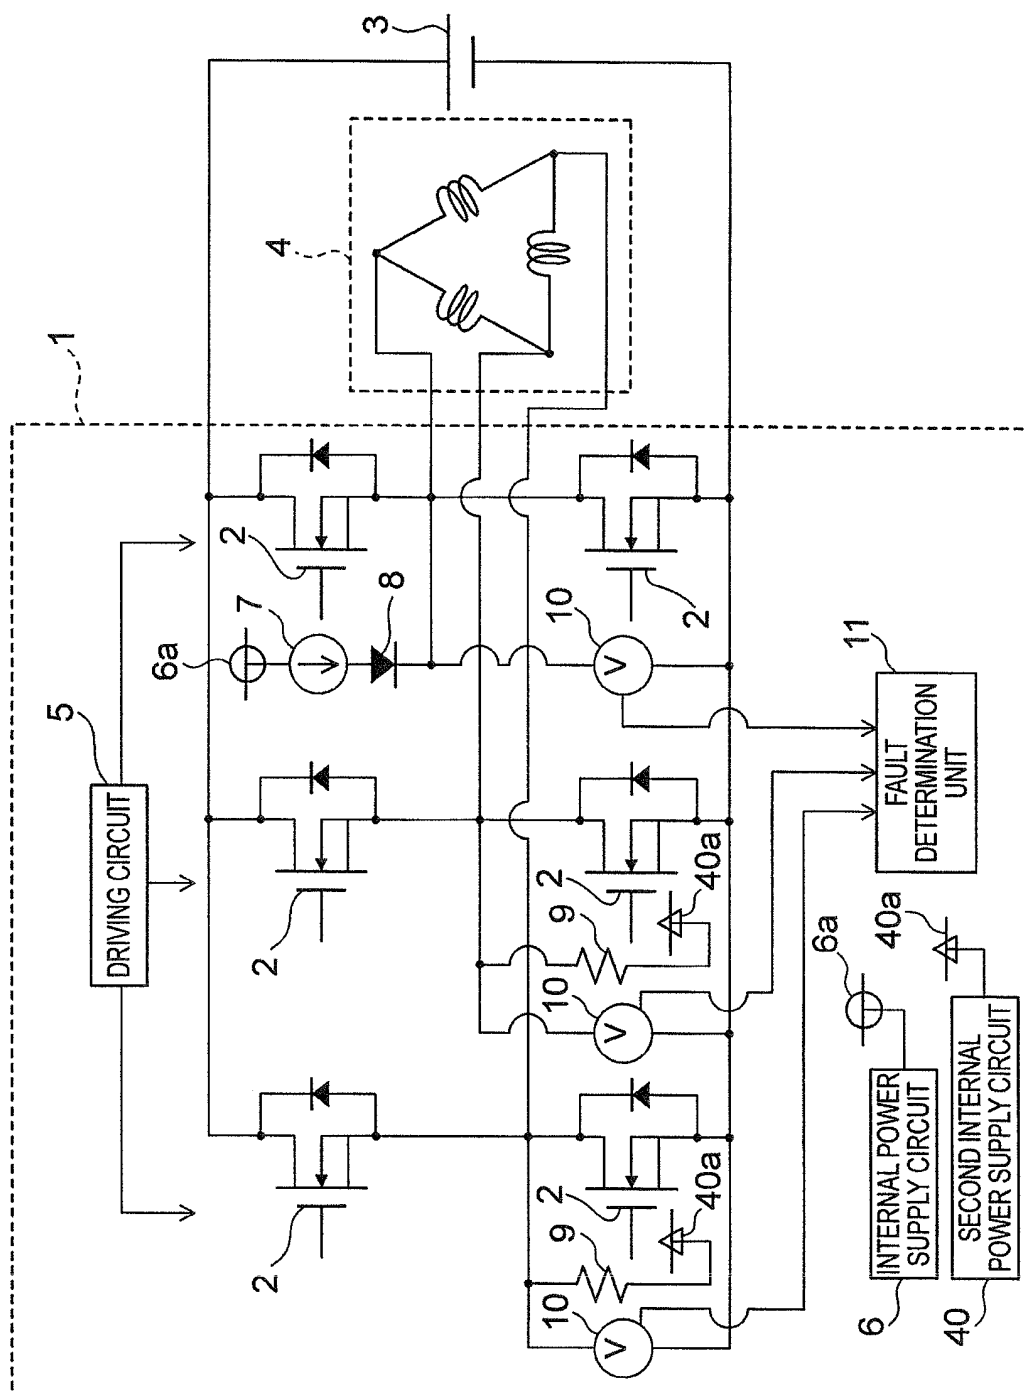 3
4
1
5
DRIVING CIRCUIT
6a
7
2
8
2
2
2
10
V
2
9
40a
10
V
2
9
40a
10
V
11
FAULT
DETERMINATION
UNIT
6a
40a
INTERNAL POWER
SUPPLY CIRCUIT
6
SECOND INTERNAL
POWER SUPPLY CIRCUIT
40